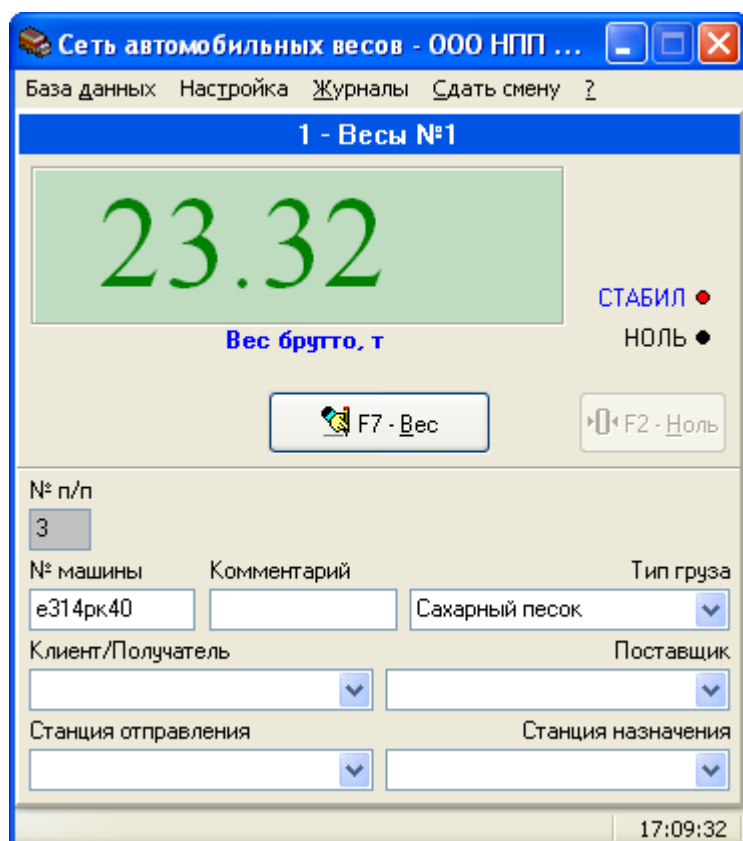 Сеть автомобильных весов - ООО НПП ...
База данных Настройка Журналы Сдать смену ?
1 - Весы №1
23.32
СТАБИЛ
Вес брутто, т
НОЛЬ
F7 - Вес
F2 - Ноль
№ п/п
3
№ машины Комментарий Тип груза
е314рк40 Сахарный песок
Клиент/Получатель Поставщик
Станция отправления Станция назначения
17:09:32